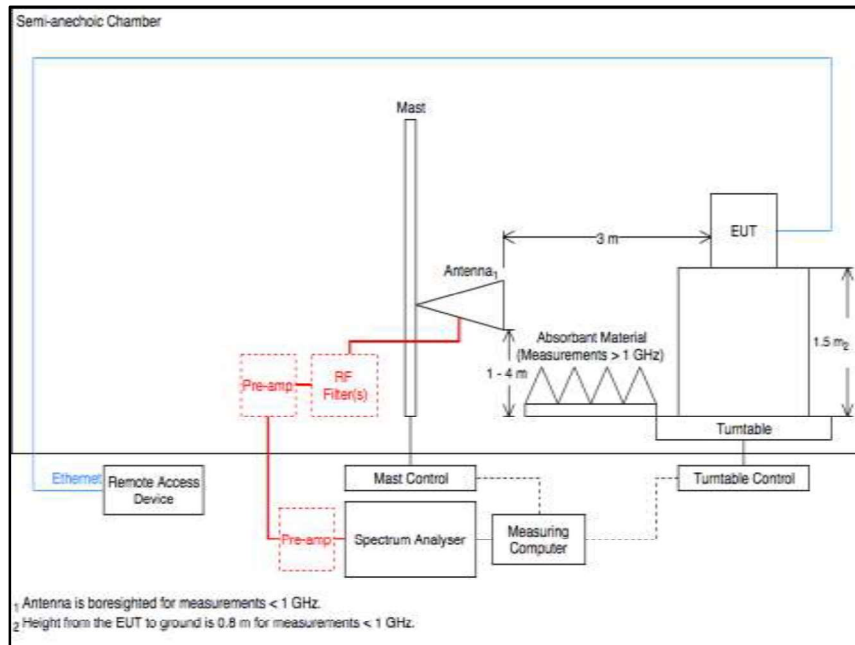 Semi-anechoic Chamber
Mast
3 m
EUT
Antenna1
Absorbant Material
(Measurements > 1 GHz)
1.5 m2
1 - 4 m
Pre-amp
RF
Filter(s)
Turntable
Ethernet
Remote Access
Device
Mast Control
Turntable Control
Pre-amp
Spectrum Analyser
Measuring
Computer
1 Antenna is boresighted for measurements < 1 GHz.
2 Height from the EUT to ground is 0.8 m for measurements < 1 GHz.